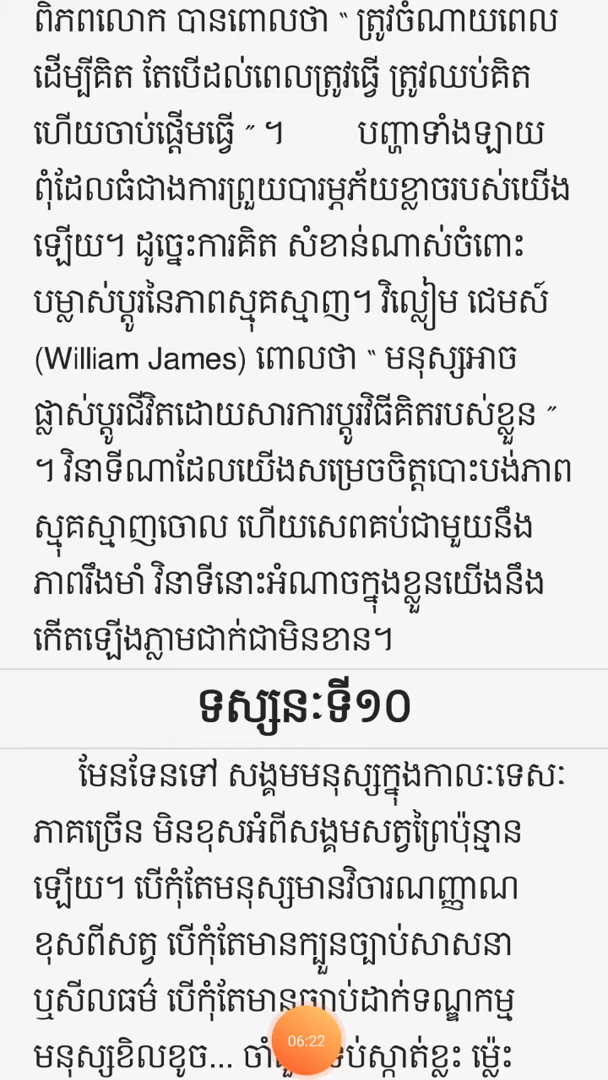 ពិភពលោក បានពោលថា “ ត្រូវចំណាយពេល
ដើម្បីគិត តែបើដល់ពេលត្រូវធ្វើ ត្រូវឈប់គិត
ហើយចាប់ផ្ដើមធ្វើ ” ។ បញ្ហាទាំងឡាយ
ពុំដែលធំជាងការព្រួយបារម្ភភ័យខ្លាចរបស់យើង
ឡើយ។ ដូច្នេះការគិត សំខាន់ណាស់ចំពោះ
បម្លាស់ប្ដូរនៃភាពស្មុគស្មាញ។ វិល្លៀម ជេមស៍
(William James) ពោលថា “ មនុស្សអាច
ផ្លាស់ប្ដូរជីវិតដោយសារការប្ដូរវិធីគិតរបស់ខ្លួន ”
។ វិនាទីណាដែលយើងសម្រេចចិត្តបោះបង់ភាព
ស្មុគស្មាញចោល ហើយសេពគប់ជាមួយនឹង
ភាពរឹងមាំ វិនាទីនោះអំណាចក្នុងខ្លួនយើងនឹង
កើតឡើងភ្លាមជាក់ជាមិនខាន។
ទស្សនៈទី១០
មែនទែនទៅ សង្គមមនុស្សក្នុងកាលៈទេសៈ
ភាគច្រើន មិនខុសអំពីសង្គមសត្វព្រៃប៉ុន្មាន
ឡើយ។ បើកុំតែមនុស្សមានវិចារណញ្ញាណ
ខុសពីសត្វ បើកុំតែមានក្បួនច្បាប់សាសនា
ឬសីលធម៌ បើកុំតែមានច្បាប់ដាក់ទណ្ឌកម្ម
មនុស្សខិលខូច... ចាំ ទប់ស្កាត់ខ្លះ ម្ល៉េះ
06:22